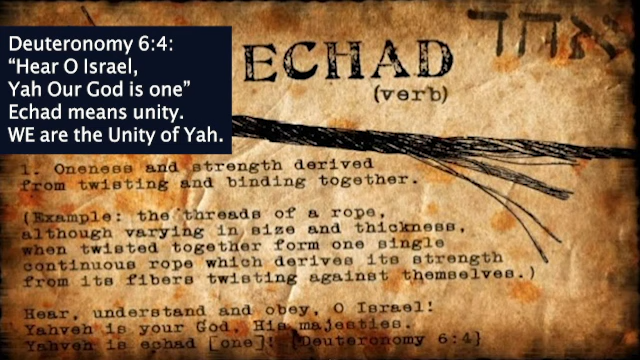 Deuteronomy 6:4:
“Hear O Israel,
Yah Our God is one”
Echad means unity.
WE are the Unity of Yah.
אחד
ECHAD
(verb)
1. Oneness and strength derived
from twisting and binding together.
(Example: the threads of a rope,
although varying in size and thickness,
when twisted together form one single
continuous rope which derives its strength
from its fibers twisting against themselves.)
Hear, understand and obey, O Israel!
Yahveh is your God, His majesties.
Yahveh is echad [one]! {Deuteronomy 6:4}